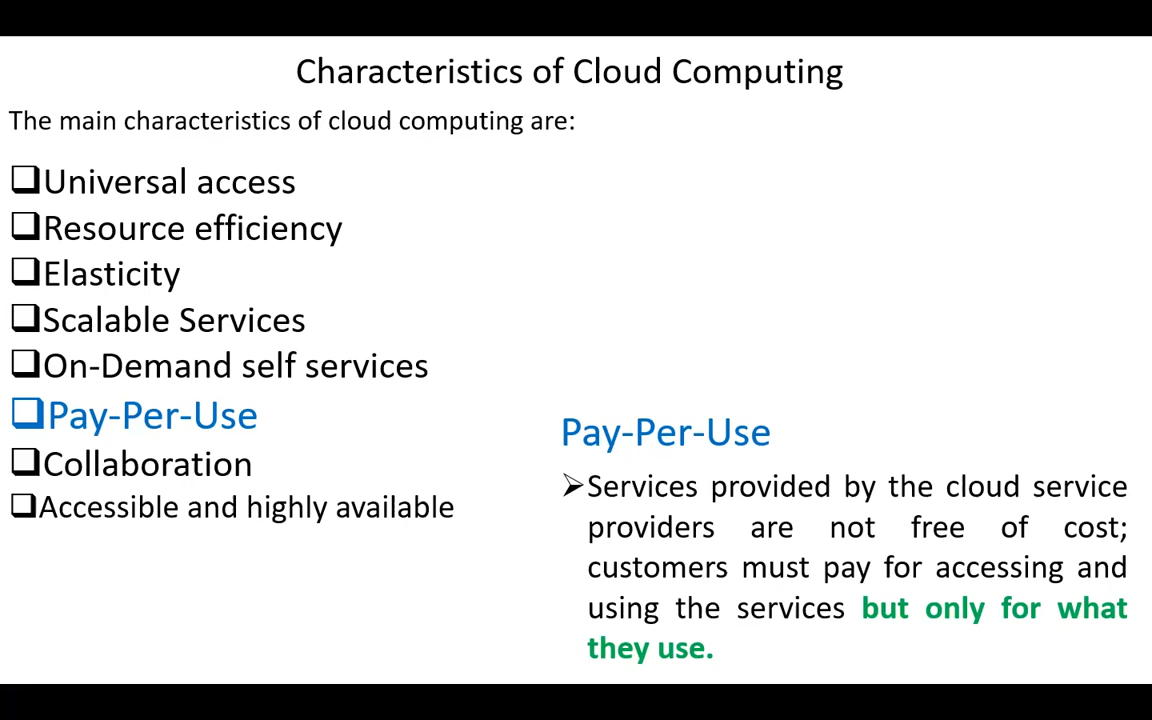 Characteristics of Cloud Computing
The main characteristics of cloud computing are:
❑Universal access
❑Resource efficiency
❑Elasticity
❑Scalable Services
❑On-Demand self services
❑Pay-Per-Use
❑Collaboration
❑Accessible and highly available
Pay-Per-Use
➢Services provided by the cloud service
providers are not free of cost;
customers must pay for accessing and
using the services but only for what
they use.